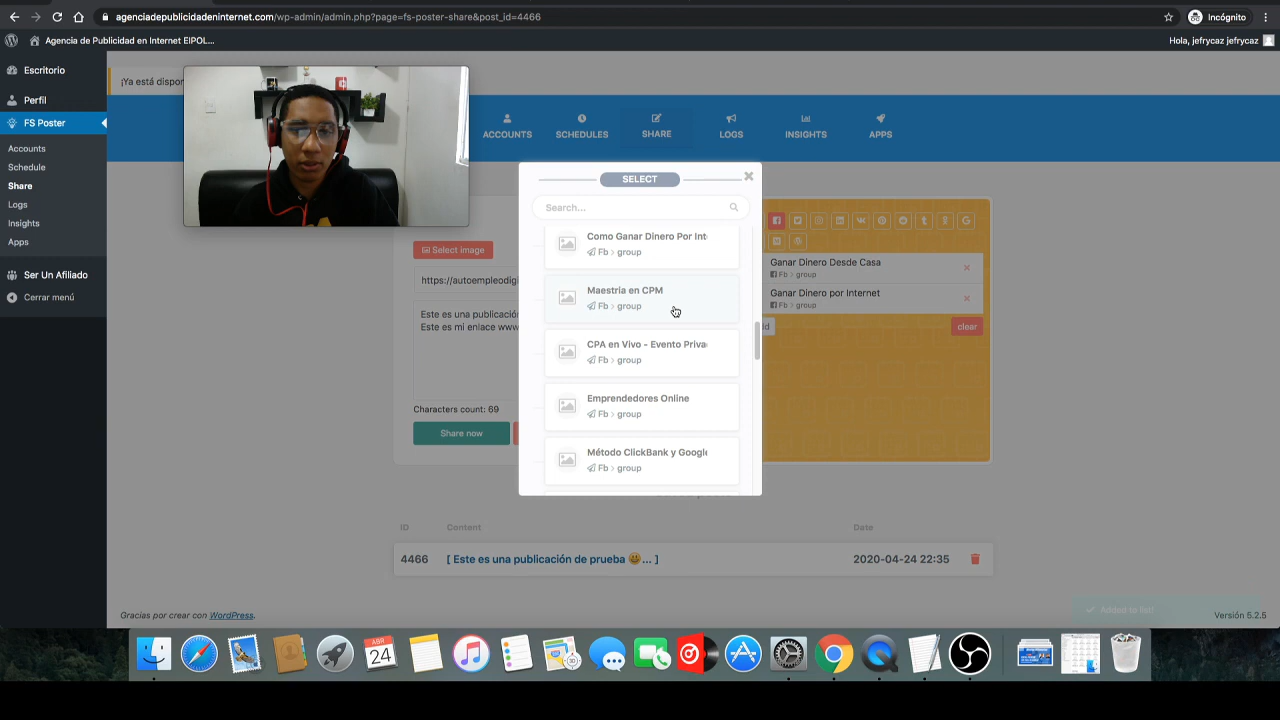 agenciadepublicidadeninternet.com/wp-admin/admin.php?page=fs-poster-share&post_id=4466
Incógnito
Agencia de Publicidad en Internet EIPOL...
Hola, jefrycaz jefrycaz
Escritorio
Perfil
FS Poster
Accounts
Schedule
Share
Logs
Insights
Apps
Ser Un Afiliado
Cerrar menú
¡Ya está dispon
ACCOUNTS
SCHEDULES
SHARE
LOGS
INSIGHTS
APPS
SELECT
Search...
Como Ganar Dinero Por Int
Fb > group
Maestria en CPM
Fb > group
CPA en Vivo - Evento Priva
Fb > group
Emprendedores Online
Fb > group
Método ClickBank y Googl
Fb > group
Select image
https://autoempleodigi
Este es una publicació
Este es mi enlace www
Characters count: 69
Share now
Ganar Dinero Desde Casa
Fb > group
Ganar Dinero por Internet
Fb > group
clear
ID Content Date
4466 [ Este es una publicación de prueba 😀... ] 2020-04-24 22:35
Added to list!
Gracias por crear con WordPress.
Versión 5.2.5
ABR
24